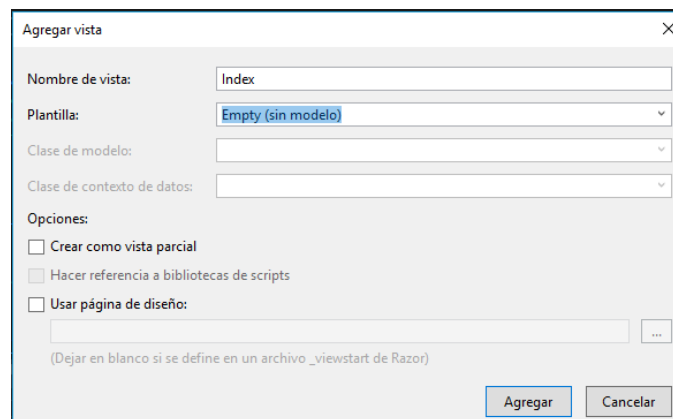 Agregar vista
Nombre de vista: Index
Plantilla: Empty (sin modelo)
Clase de modelo:
Clase de contexto de datos:
Opciones:
Crear como vista parcial
Hacer referencia a bibliotecas de scripts
Usar página de diseño:
...
(Dejar en blanco si se define en un archivo _viewstart de Razor)
Agregar Cancelar